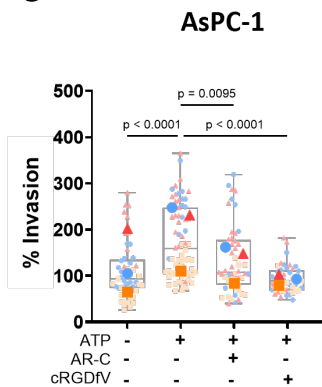 AsPC-1
p = 0.0095
p < 0.0001 p < 0.0001
% Invasion
500
400
300
200
100
0
ATP - + + +
AR-C - - + -
cRGDfV - - - +